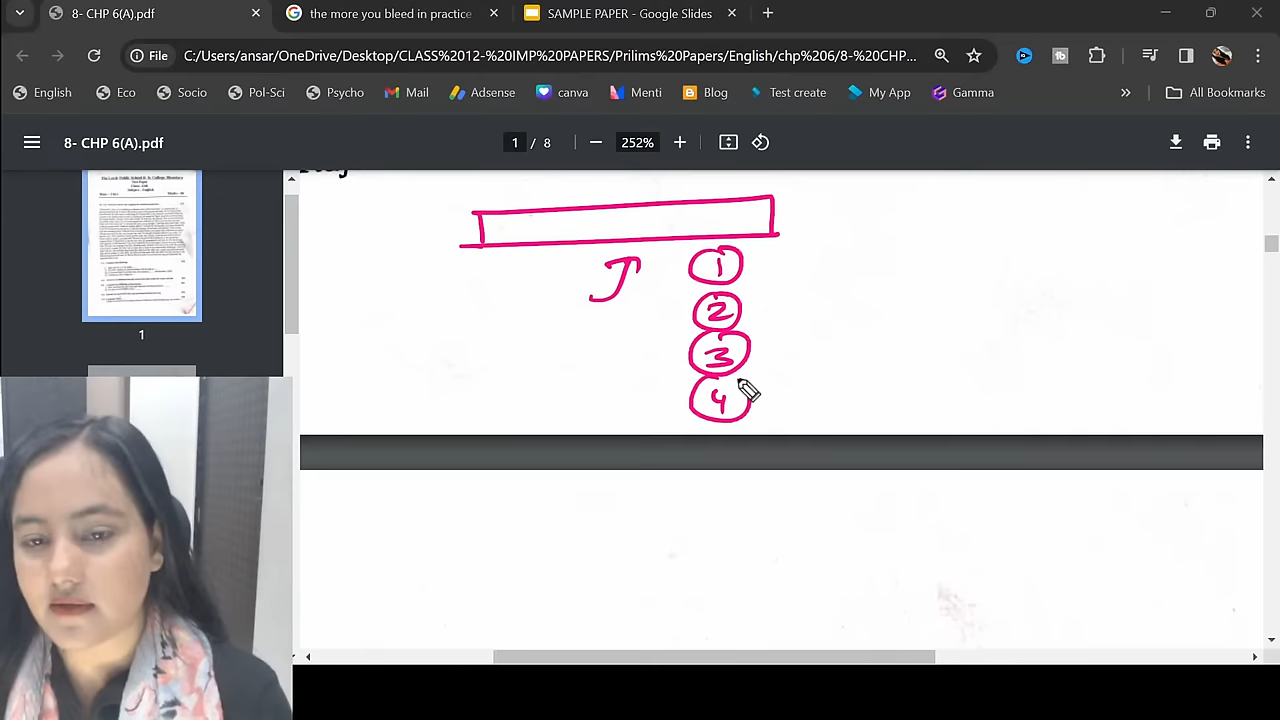 8- CHP 6(A).pdf
the more you bleed in practice
SAMPLE PAPER - Google Slides
File
C:/Users/ansar/OneDrive/Desktop/CLASS%2012-%20IMP%20PAPERS/Prilims%20Papers/English/chp%206/8-%20CHP...
English
Eco
Socio
Pol-Sci
Psycho
Mail
Adsense
canva
Menti
Blog
Test create
My App
Gamma
»
All Bookmarks
8- CHP 6(A).pdf
1 / 8
252%
1
1
2
3
4